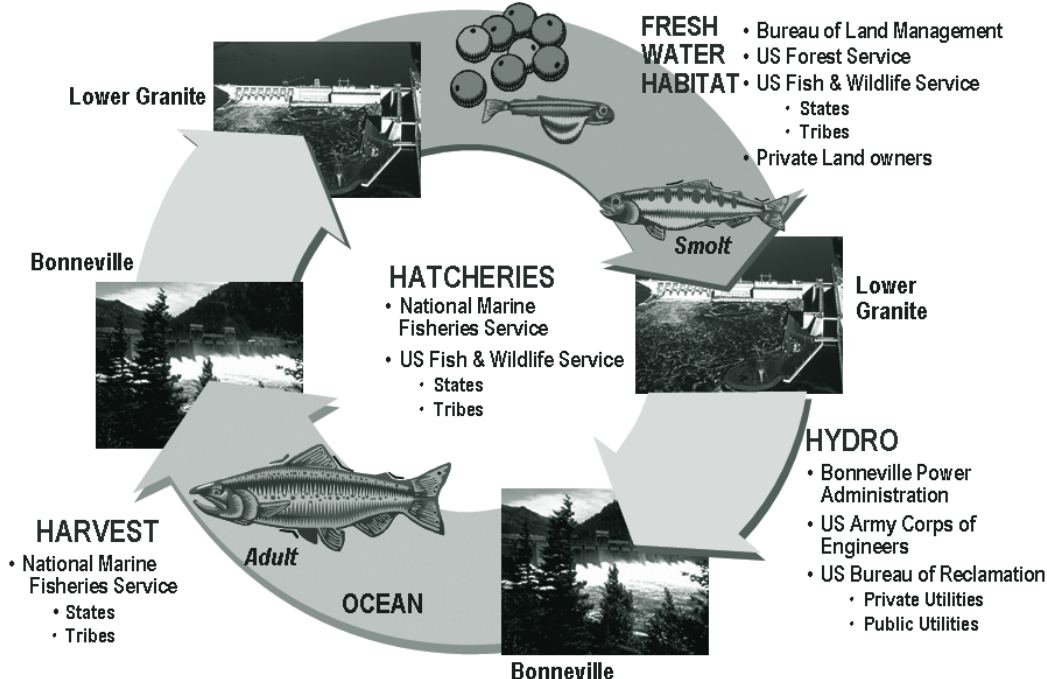 FRESH
WATER
HABITAT
• Bureau of Land Management
• US Forest Service
• US Fish & Wildlife Service
• States
• Tribes
• Private Land owners
Lower Granite
Smolt
Lower
Granite
Bonneville
HATCHERIES
• National Marine
Fisheries Service
• US Fish & Wildlife Service
• States
• Tribes
HYDRO
• Bonneville Power
Administration
• US Army Corps of
Engineers
• US Bureau of Reclamation
• Private Utilities
• Public Utilities
HARVEST
• National Marine
Fisheries Service
• States
• Tribes
Adult
OCEAN
Bonneville